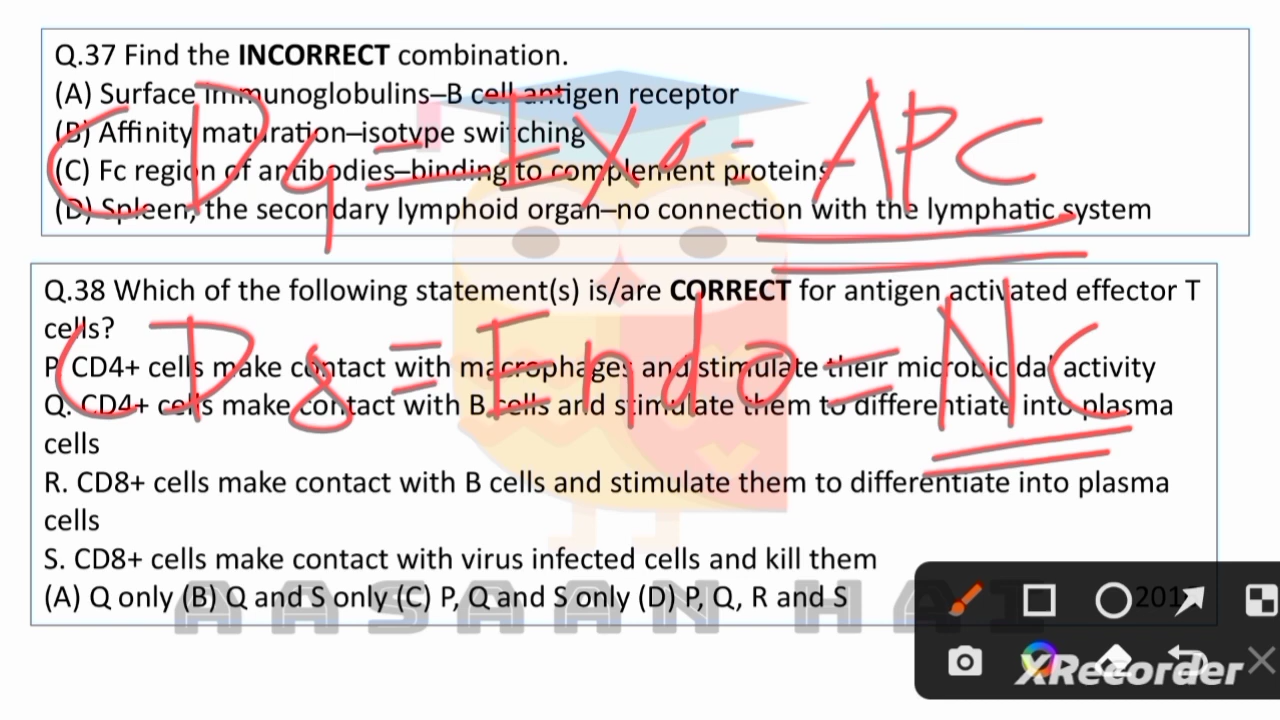 Q.37 Find the INCORRECT combination.
(A) Surface immunoglobulins–B cell antigen receptor
(B) Affinity maturation–isotype switching
(C) Fc region of antibodies–binding to complement proteins
(D) Spleen, the secondary lymphoid organ–no connection with the lymphatic system
CD4 = Exo = APC
Q.38 Which of the following statement(s) is/are CORRECT for antigen activated effector T
cells?
P. CD4+ cells make contact with macrophages and stimulate their microbicidal activity
Q. CD4+ cells make contact with B cells and stimulate them to differentiate into plasma
cells
R. CD8+ cells make contact with B cells and stimulate them to differentiate into plasma
cells
S. CD8+ cells make contact with virus infected cells and kill them
(A) Q only (B) Q and S only (C) P, Q and S only (D) P, Q, R and S
CD8 = Endo = NC
AASAAN HAI
XRecorder